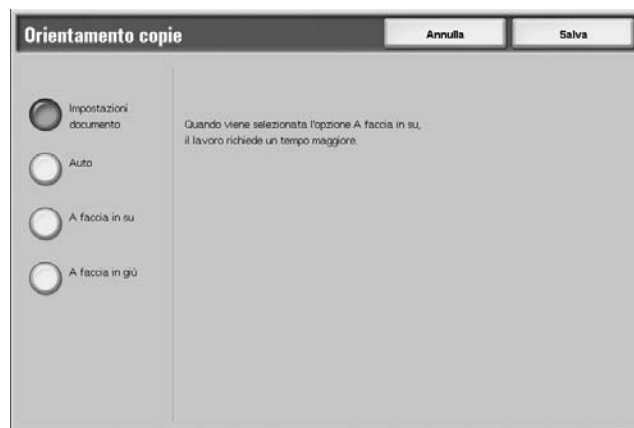 Orientamento copie
Annulla
Salva
Impostazioni
documento
Auto
A faccia in su
A faccia in giù
Quando viene selezionata l'opzione A faccia in su,
il lavoro richiede un tempo maggiore.